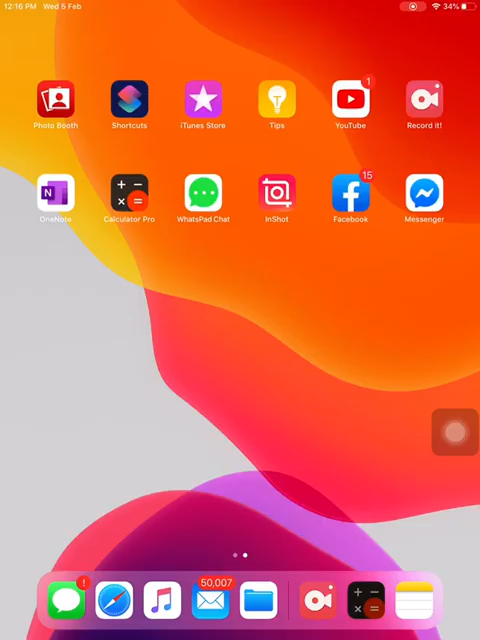 12:16 PM Wed 5 Feb 34%
1
Photo Booth Shortcuts iTunes Store Tips YouTube Record it!
N 15
OneNote Calculator Pro WhatsPad Chat InShot Facebook Messenger
! 50,007